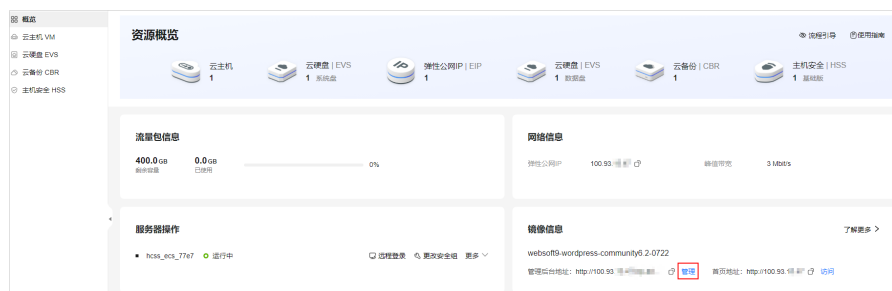 概览
云主机 VM
云硬盘 EVS
云备份 CBR
主机安全 HSS
资源概览
流程引导 使用指南
云主机 云硬盘 | EVS 弹性公网IP | EIP 云硬盘 | EVS 云备份 | CBR 主机安全 | HSS
1 1 系统盘 1 1 数据盘 1 1 基础版
流量包信息
400.0 GB 0.0 GB 0%
剩余容量 已使用
网络信息
弹性公网IP 100.93. 峰值带宽 3 Mbit/s
服务器操作
hcss_ecs_77e7 运行中 远程登录 更改安全组 更多
镜像信息 了解更多 >
websoft9-wordpress-community6.2-0722
管理后台地址: http://100.93. 管理 首页地址: http://100.93. 访问